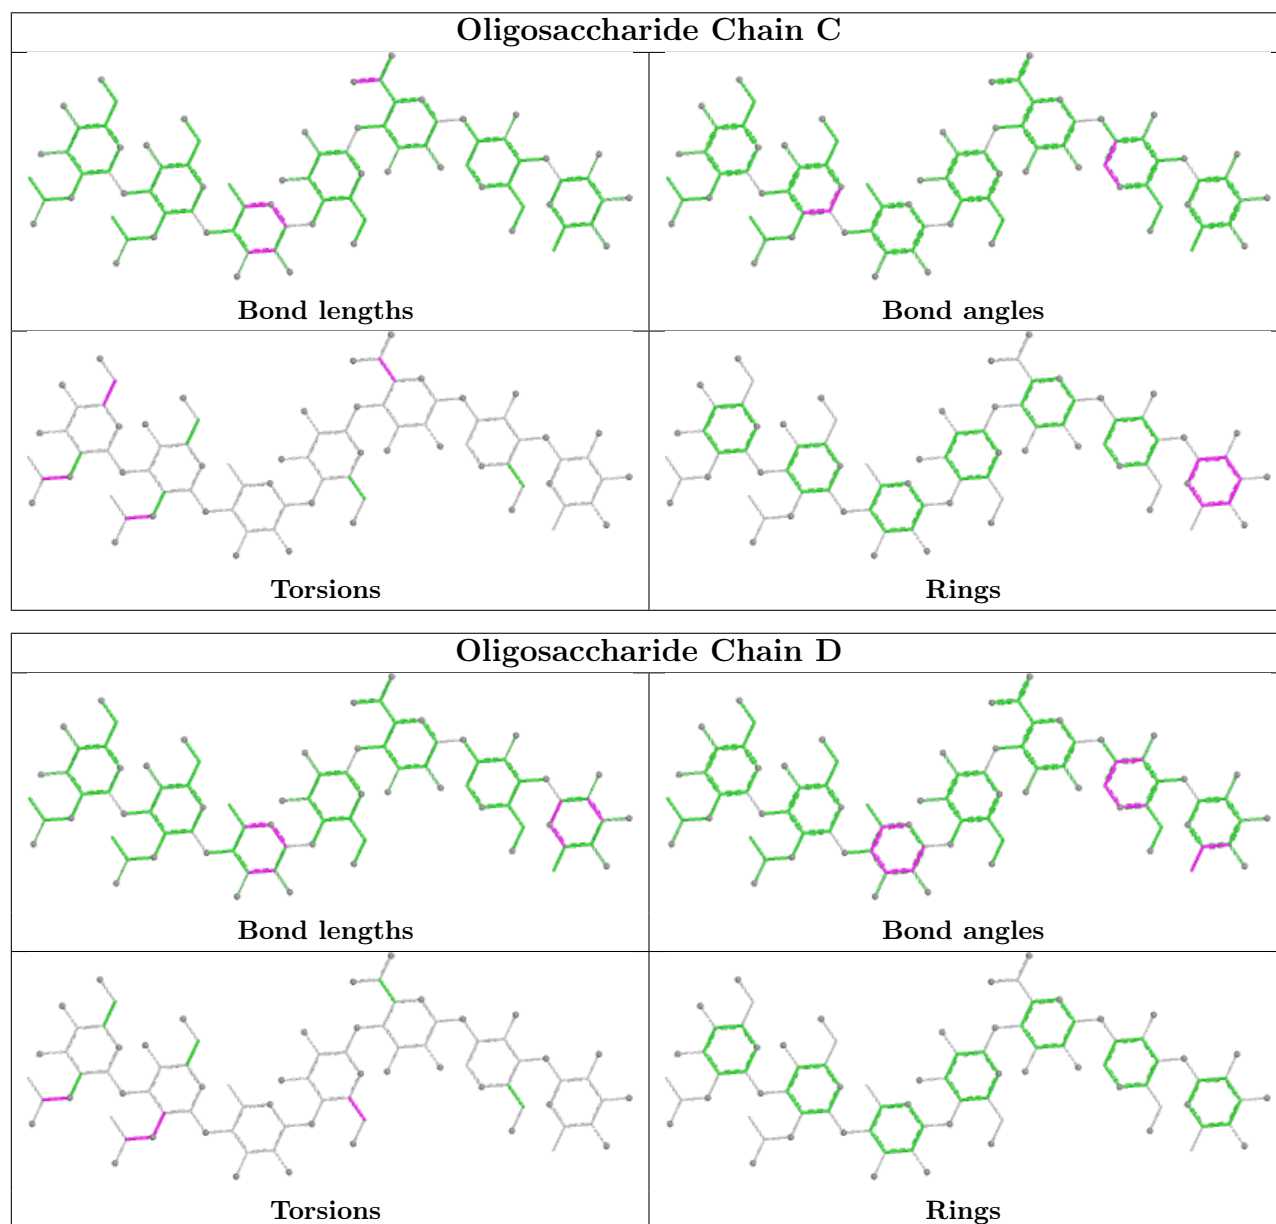 Oligosaccharide Chain C
Bond lengths
Bond angles
Torsions
Rings
Oligosaccharide Chain D
Bond lengths
Bond angles
Torsions
Rings